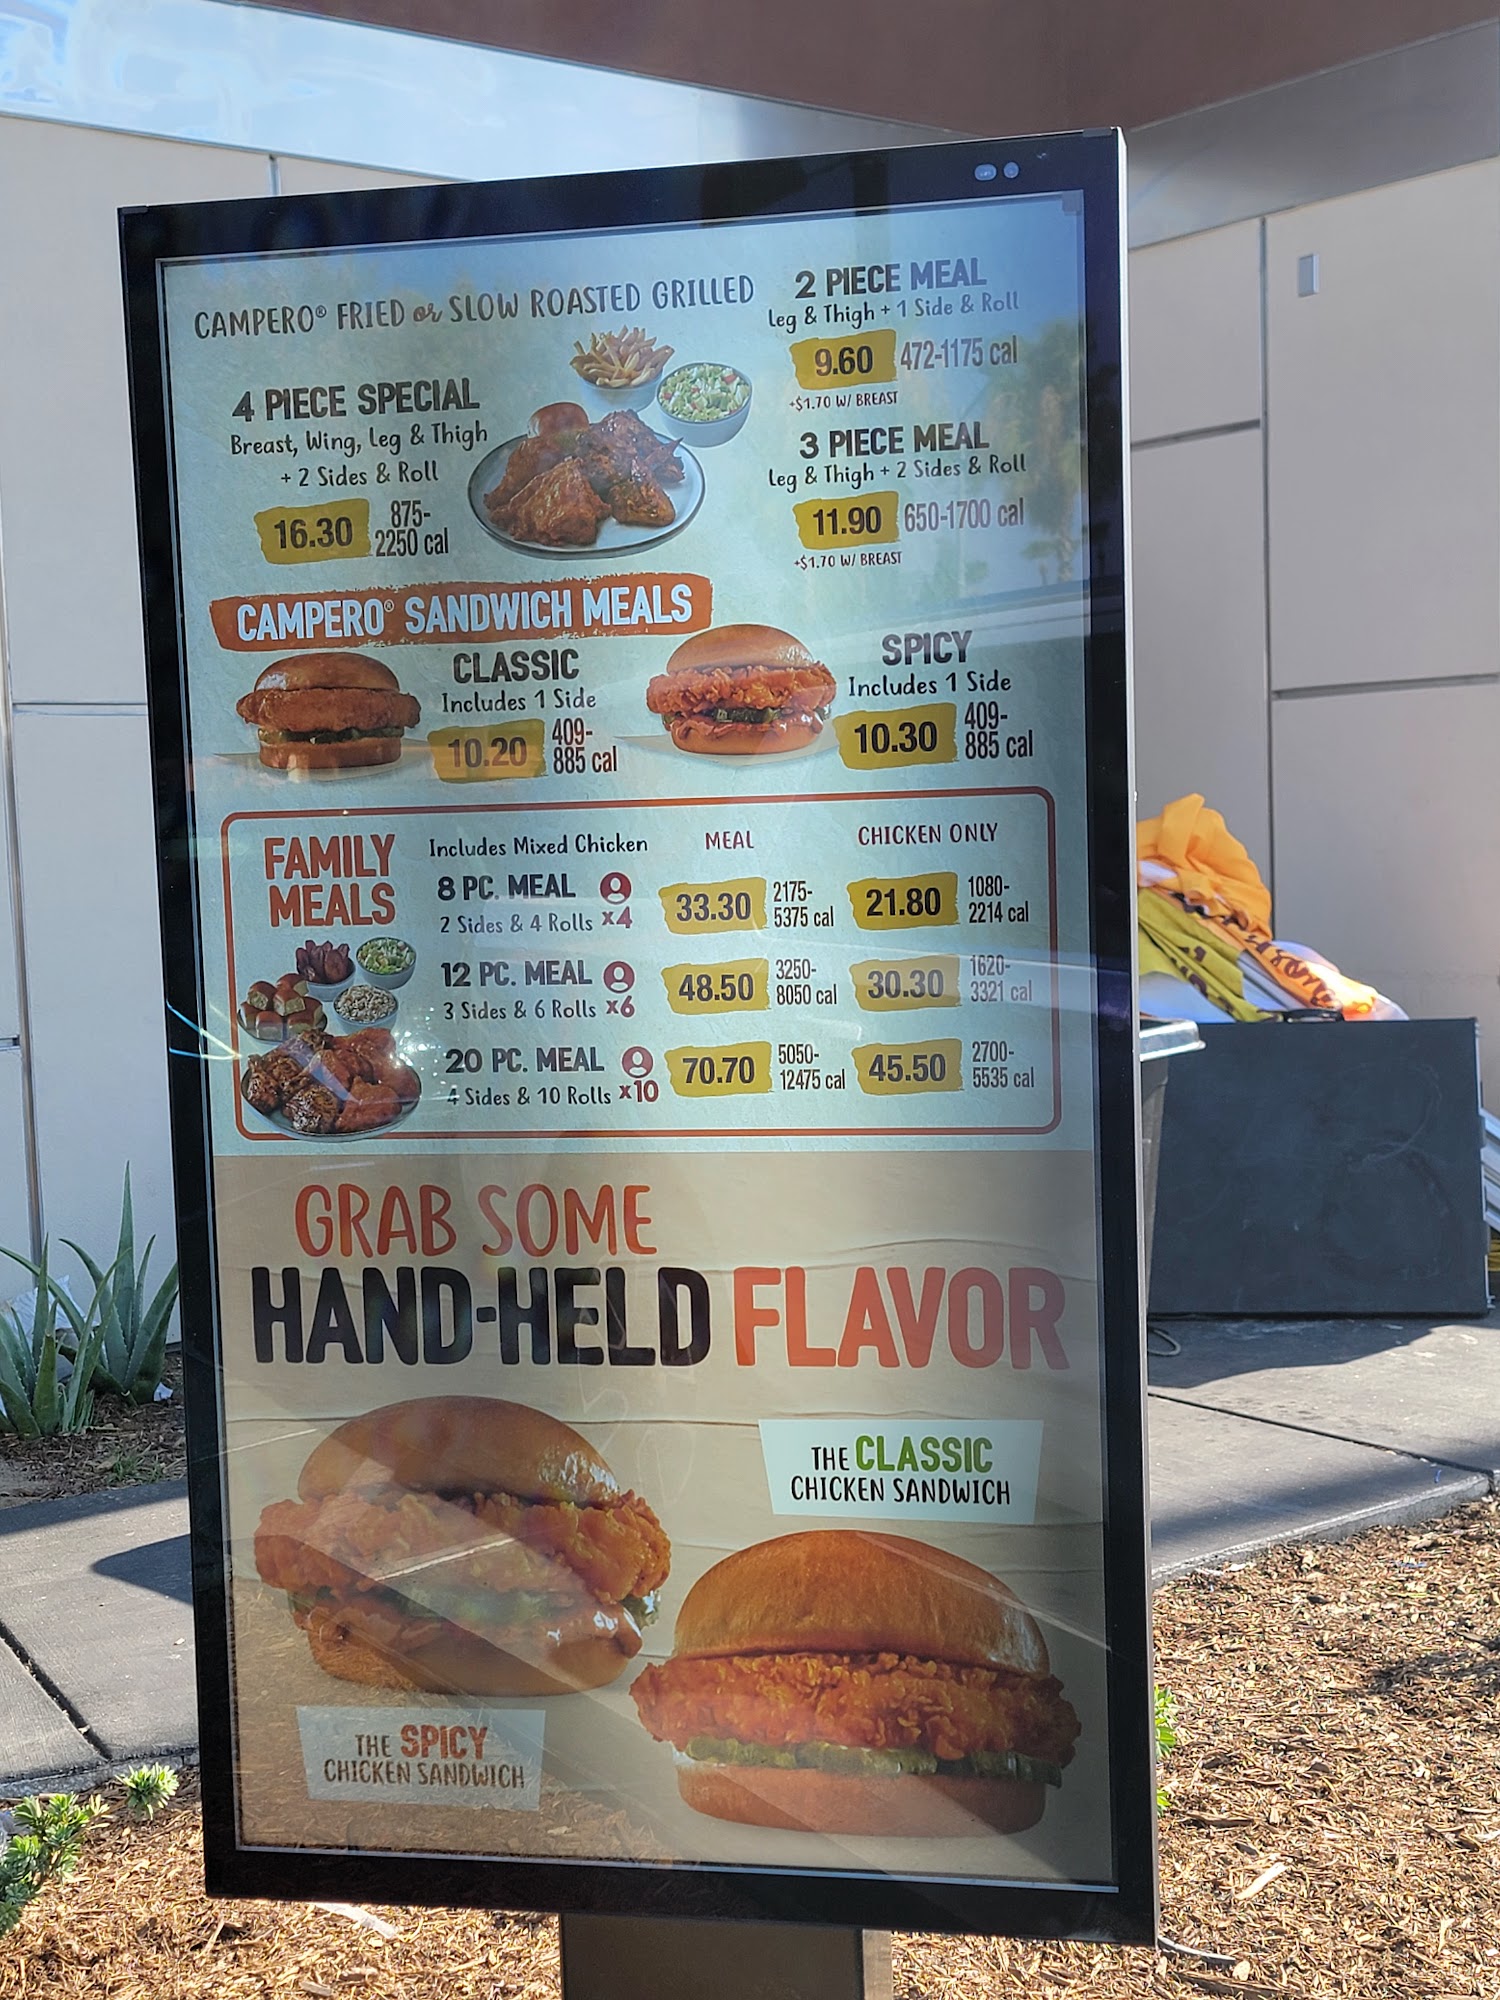 CAMPERO® FRIED or SLOW ROASTED GRILLED
4 PIECE SPECIAL
Breast, Wing, Leg & Thigh
+ 2 Sides & Roll
16.30
875-
2250 cal
2 PIECE MEAL
Leg & Thigh + 1 Side & Roll
9.60 472-1175 cal
+$1.70 W/ BREAST
3 PIECE MEAL
Leg & Thigh + 2 Sides & Roll
11.90 650-1700 cal
+$1.70 W/ BREAST
CAMPERO® SANDWICH MEALS
CLASSIC
Includes 1 Side
10.20
409-
885 cal
SPICY
Includes 1 Side
10.30
409-
885 cal
FAMILY
MEALS
Includes Mixed Chicken
MEAL
CHICKEN ONLY
8 PC. MEAL
2 Sides & 4 Rolls x4
33.30
2175-
5375 cal
21.80
1080-
2214 cal
12 PC. MEAL
3 Sides & 6 Rolls x6
48.50
3250-
8050 cal
30.30
1620-
3321 cal
20 PC. MEAL
4 Sides & 10 Rolls x10
70.70
5050-
12475 cal
45.50
2700-
5535 cal
GRAB SOME
HAND-HELD FLAVOR
THE CLASSIC
CHICKEN SANDWICH
THE SPICY
CHICKEN SANDWICH